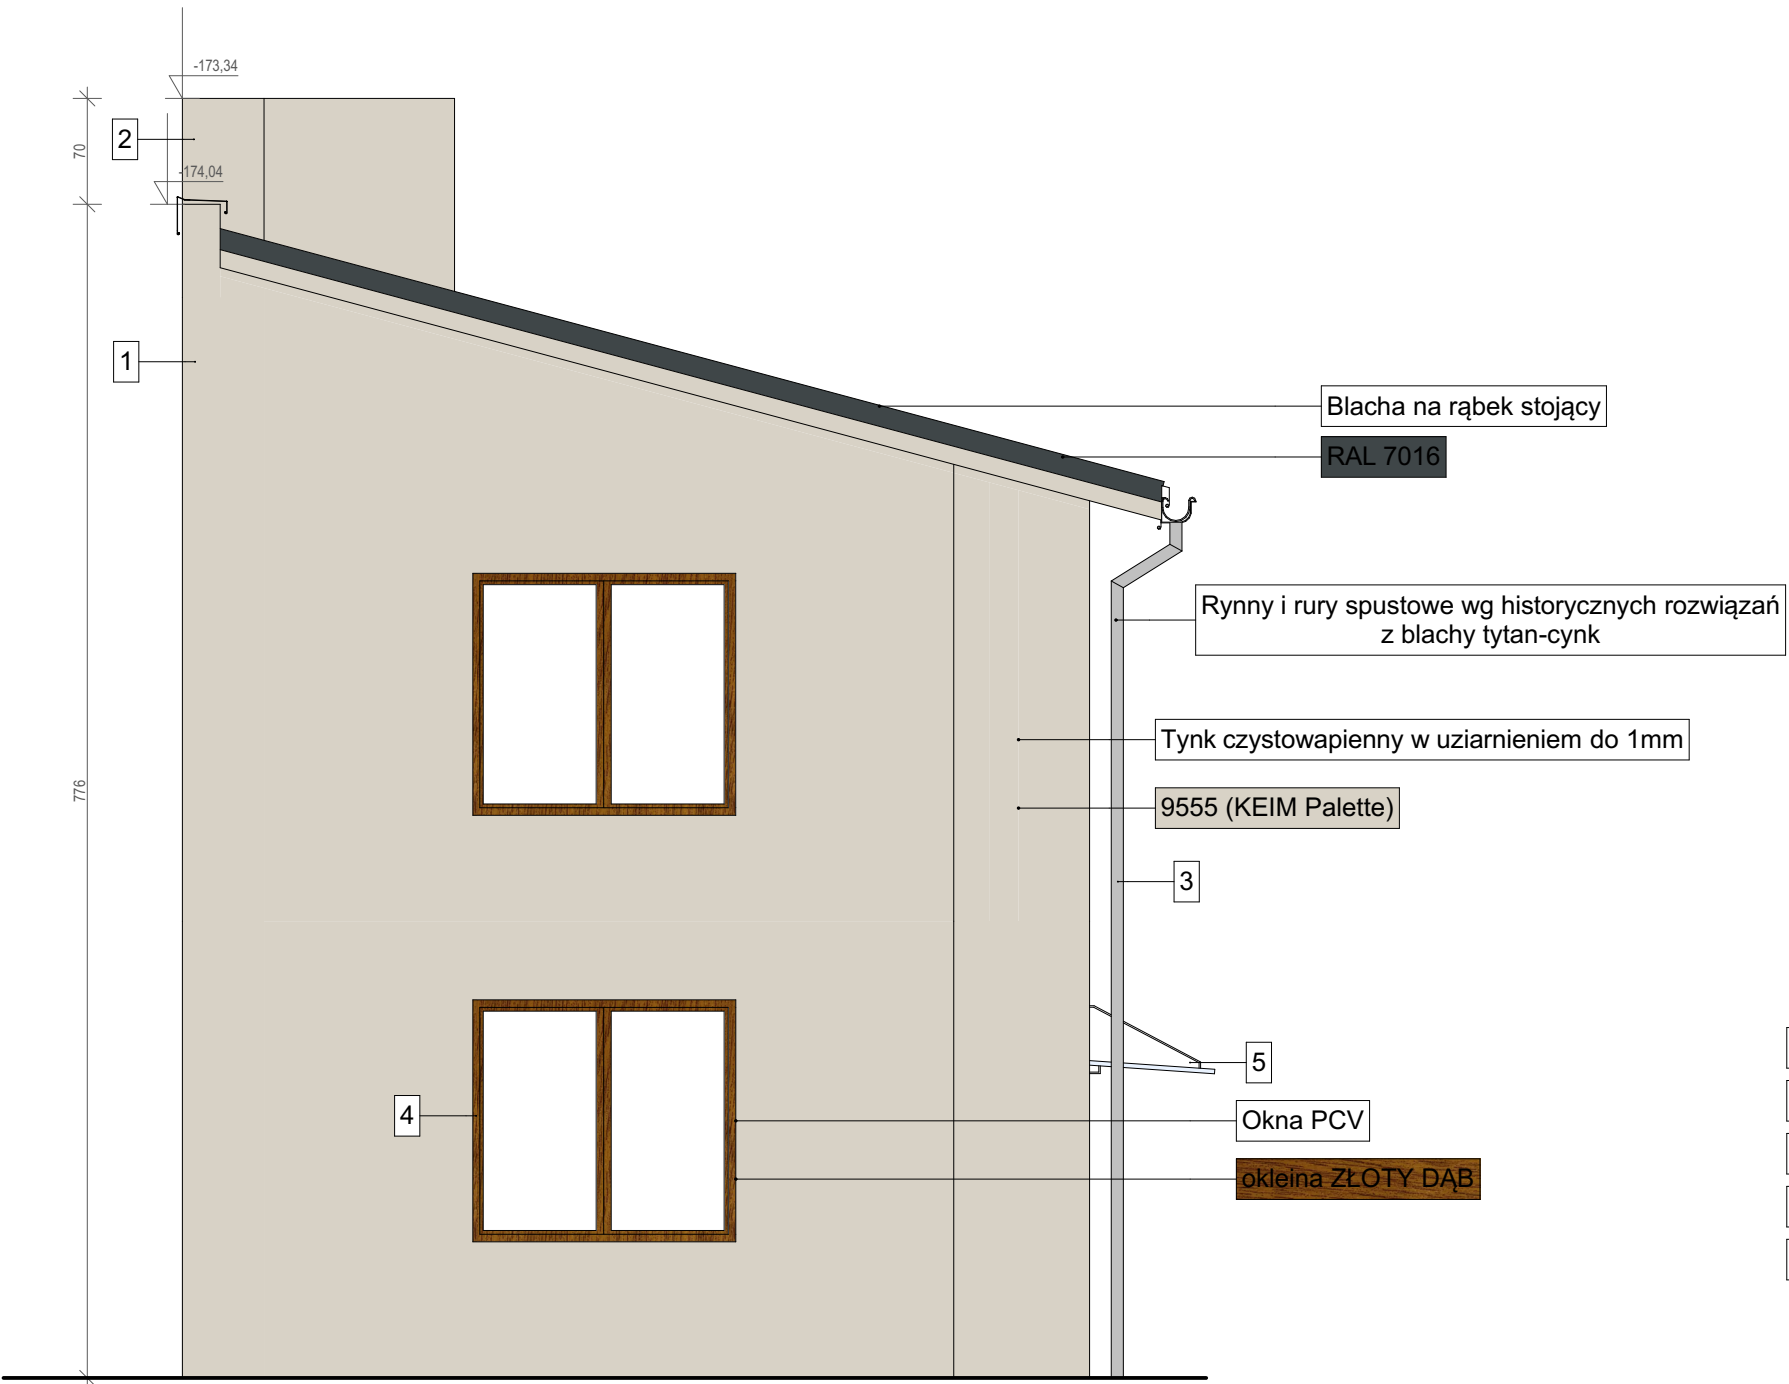 -173,34
70
2
-174,04
1
Blacha na rąbek stojący
RAL 7016
Rynny i rury spustowe wg historycznych rozwiązań
z blachy tytan-cynk
776
Tynk czystowapienny w uziarnieniem do 1mm
9555 (KEIM Palette)
3
5
4
Okna PCV
okleina ZŁOTY DĄB